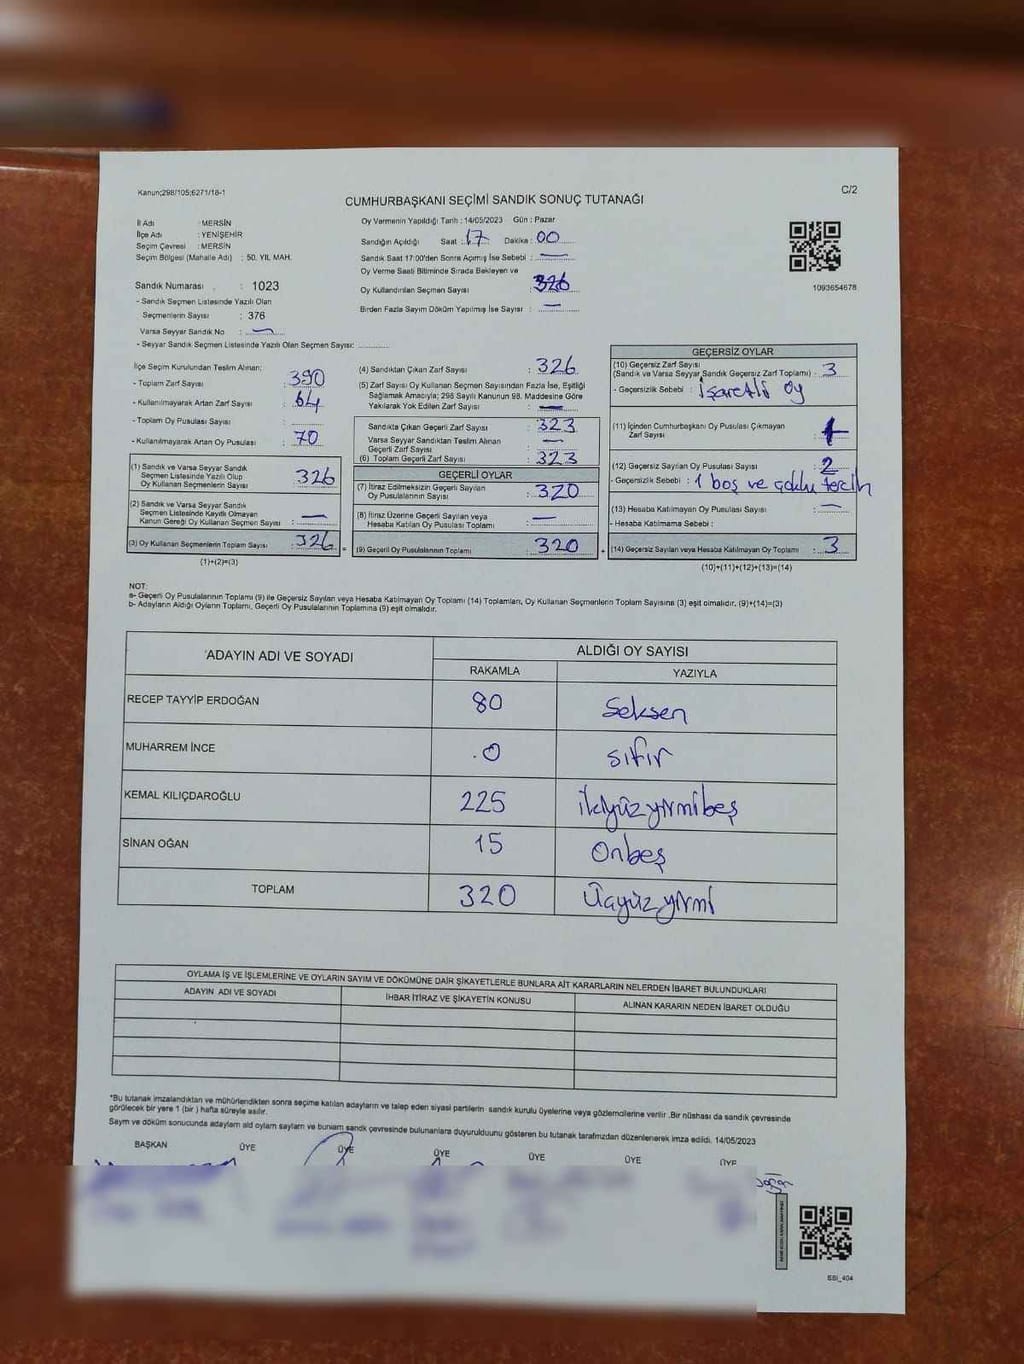 Kanun;298/105;6271/18-1
C/2
CUMHURBAŞKANI SEÇİMİ SANDIK SONUÇ TUTANAĞI
İl Adı : MERSİN
İlçe Adı : YENİŞEHİR
Seçim Çevresi : MERSİN
Seçim Bölgesi (Mahalle Adı) : 50. YIL MAH.
Sandık Numarası : 1023
- Sandık Seçmen Listesinde Yazılı Olan
Seçmenlerin Sayısı : 376
Varsa Seyyar Sandık No : —
- Seyyar Sandık Seçmen Listesinde Yazılı Olan Seçmen Sayısı:
Oy Vermenin Yapıldığı Tarih : 14/05/2023 Gün : Pazar
Sandığın Açıldığı Saat : 17 Dakika : 00
Sandık Saat 17:00'den Sonra Açımış İse Sebebi : —
Oy Verme Saati Bitiminde Sırada Bekleyen ve
Oy Kullandırılan Seçmen Sayısı :
Birden Fazla Sayım Döküm Yapılmış İse Sayısı : —
1093654678
İlçe Seçim Kurulundan Teslim Alınan;
- Toplam Zarf Sayısı : 390
- Kullanılmayarak Artan Zarf Sayısı : 64
- Toplam Oy Pusulası Sayısı :
- Kullanılmayarak Artan Oy Pusulası : 70
(1) Sandık ve Varsa Seyyar Sandık
Seçmen Listesinde Yazılı Olup
Oy Kullanan Seçmenlerin Sayısı : 326
(2) Sandık ve Varsa Seyyar Sandık
Seçmen Listesinde Kayıtlı Olmayan
Kanun Gereği Oy Kullanan Seçmen Sayısı : —
(3) Oy Kullanan Seçmenlerin Toplam Sayısı : 326
(1)+(2)=(3)
(4) Sandıktan Çıkan Zarf Sayısı : 326
(5) Zarf Sayısı Oy Kullanan Seçmen Sayısından Fazla İse, Eşitliği
Sağlamak Amacıyla; 298 Sayılı Kanunun 98. Maddesine Göre
Yakılarak Yok Edilen Zarf Sayısı : —
Sandıkta Çıkan Geçerli Zarf Sayısı : 323
Varsa Seyyar Sandıktan Teslim Alınan
Geçerli Zarf Sayısı : —
(6) Toplam Geçerli Zarf Sayısı : 323
GEÇERLİ OYLAR
(7) İtiraz Edilmeksizin Geçerli Sayılan
Oy Pusulalarının Sayısı : 320
(8) İtiraz Üzerine Geçerli Sayılan veya
Hesaba Katılan Oy Pusulası Toplamı : —
(9) Geçerli Oy Pusulalarının Toplamı : 320
GEÇERSİZ OYLAR
(10) Geçersiz Zarf Sayısı
(Sandık ve Varsa Seyyar Sandık Geçersiz Zarf Toplamı) : 3
- Geçersizlik Sebebi : İşaretli oy
(11) İçinden Cumhurbaşkanı Oy Pusulası Çıkmayan
Zarf Sayısı
(12) Geçersiz Sayılan Oy Pusulası Sayısı : 2
- Geçersizlik Sebebi : 1 boş ve çoklu tercih
(13) Hesaba Katılmayan Oy Pusulası Sayısı : —
- Hesaba Katılmama Sebebi :
(14) Geçersiz Sayılan veya Hesaba Katılmayan Oy Toplamı : 3
(10)+(11)+(12)+(13)=(14)
NOT:
a- Geçerli Oy Pusulalarının Toplamı (9) ile Geçersiz Sayılan veya Hesaba Katılmayan Oy Toplamı (14) Toplamları, Oy Kullanan Seçmenlerin Toplam Sayısına (3) eşit olmalıdır. (9)+(14)=(3)
b- Adayların Aldığı Oyların Toplamı, Geçerli Oy Pusulalarının Toplamına (9) eşit olmalıdır.
ADAYIN ADI VE SOYADI ALDIĞI OY SAYISI
RAKAMLA YAZIYLA
RECEP TAYYİP ERDOĞAN 80 Seksen
MUHARREM İNCE 0 sıfır
KEMAL KILIÇDAROĞLU 225 ikiyüzyirmibeş
SİNAN OĞAN 15 Onbeş
TOPLAM 320 Üçyüzyirmi
OYLAMA İŞ VE İŞLEMLERİNE VE OYLARIN SAYIM VE DÖKÜMÜNE DAİR ŞİKAYETLERLE BUNLARA AİT KARARLARIN NELERDEN İBARET BULUNDUKLARI
ADAYIN ADI VE SOYADI İHBAR İTİRAZ VE ŞİKAYETİN KONUSU ALINAN KARARIN NEDEN İBARET OLDUĞU
*Bu tutanak imzalandıktan ve mühürlendikten sonra seçime katılan adayların ve talep eden siyasi partilerin sandık kurulu üyelerine veya gözlemcilerine verilir .Bir nüshası da sandık çevresinde
görülecek bir yere 1 (bir ) hafta süreyle asılır.
Sayım ve döküm sonucunda adayların aldı oyların sayıları ve bunların sandık çevresinde bulunanlara duyurulduunu gösteren bu tutanak tarafımızdan düzenlenerek imza edildi. 14/05/2023
BAŞKAN ÜYE ÜYE ÜYE ÜYE ÜYE ÜYE
SSI_404